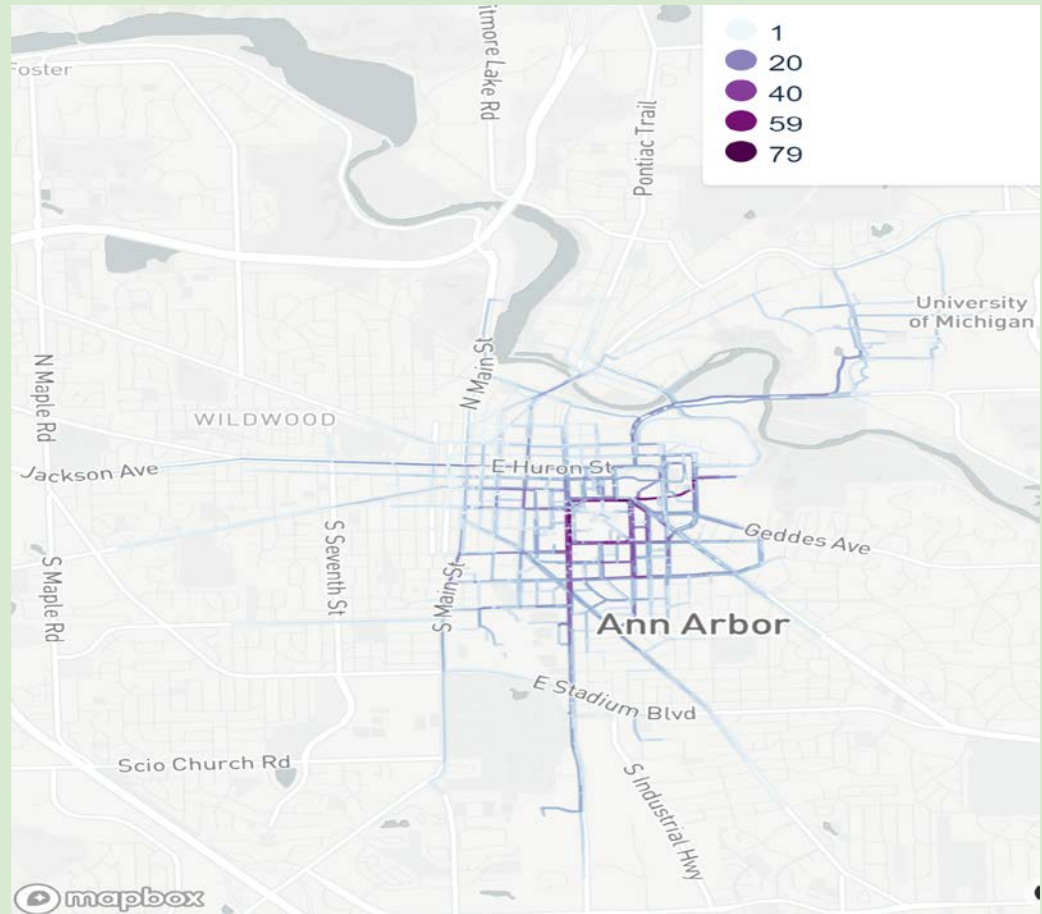 1
20
40
59
79
Foster
itmore Lake Rd
Pontiac Trail
University
of Michigan
N Main St
N Maple Rd
WILDWOOD
Jackson Ave
E Huron St
Geddes Ave
S Maple Rd
S Seventh St
S Main St
Ann Arbor
E Stadium Blvd
Scio Church Rd
S Industrial Hwy
mapbox